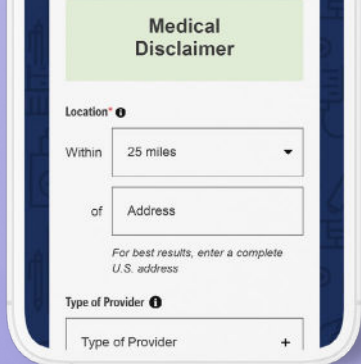 Medical
Disclaimer
Location*
Within 25 miles
of Address
For best results, enter a complete
U.S. address
Type of Provider
Type of Provider +